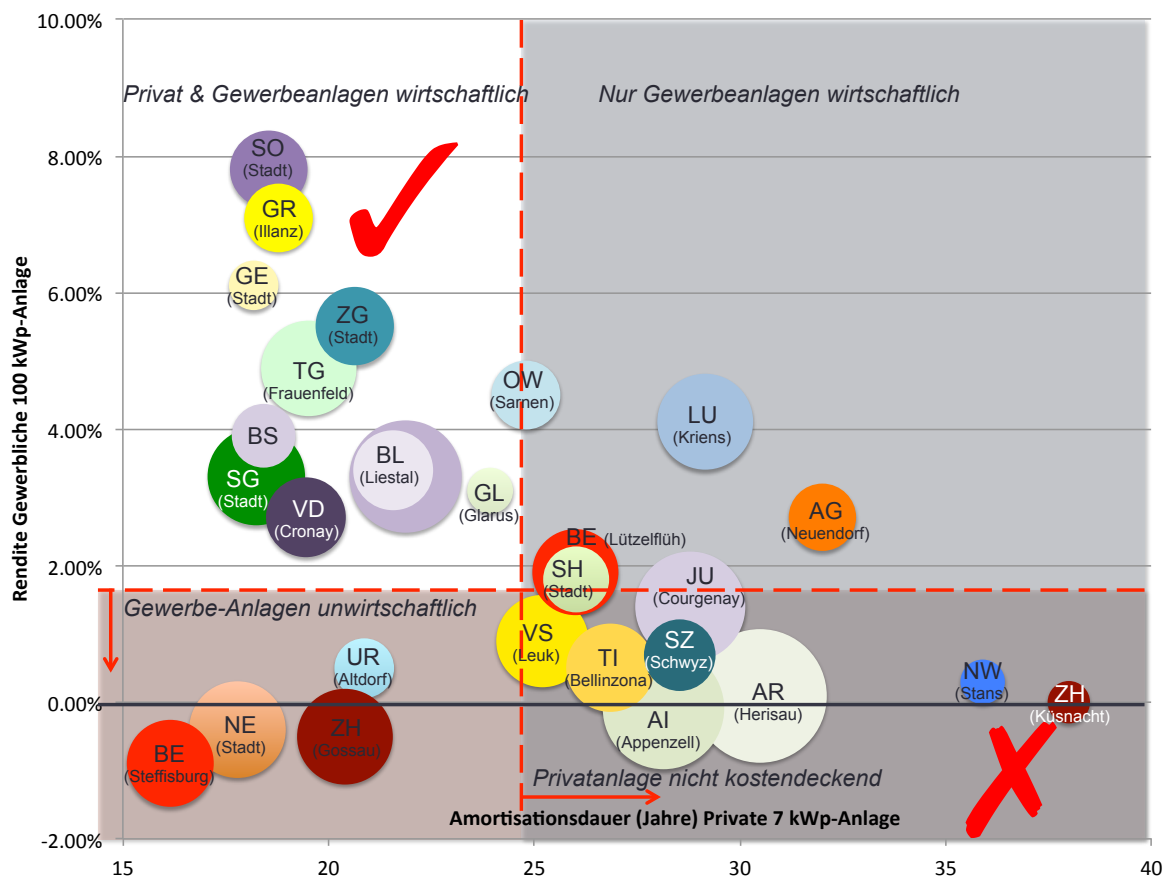 10.00%
Privat & Gewerbeanlagen wirtschaftlich
Nur Gewerbeanlagen wirtschaftlich
8.00%
SO
(Stadt)
GR
(Illanz)
GE
(Stadt)
6.00%
ZG
(Stadt)
TG
(Frauenfeld)
OW
(Sarnen)
LU
(Kriens)
4.00%
BS
BL
(Liestal)
SG
(Stadt)
GL
(Glarus)
VD
(Cronay)
AG
(Neuendorf)
BE (Lützelflüh)
SH
(Stadt)
2.00%
JU
(Courgenay)
Gewerbe-Anlagen unwirtschaftlich
VS
(Leuk)
SZ
(Schwyz)
TI
(Bellinzona)
UR
(Altdorf)
NW
(Stans)
ZH
(Küsnacht)
AR
(Herisau)
0.00%
AI
(Appenzell)
NE
(Stadt)
ZH
(Gossau)
BE
(Steffisburg)
Privatanlage nicht kostendeckend
Amortisationsdauer (Jahre) Private 7 kWp-Anlage
-2.00%
15
20
25
30
35
40
Rendite Gewerbliche 100 kWp-Anlage